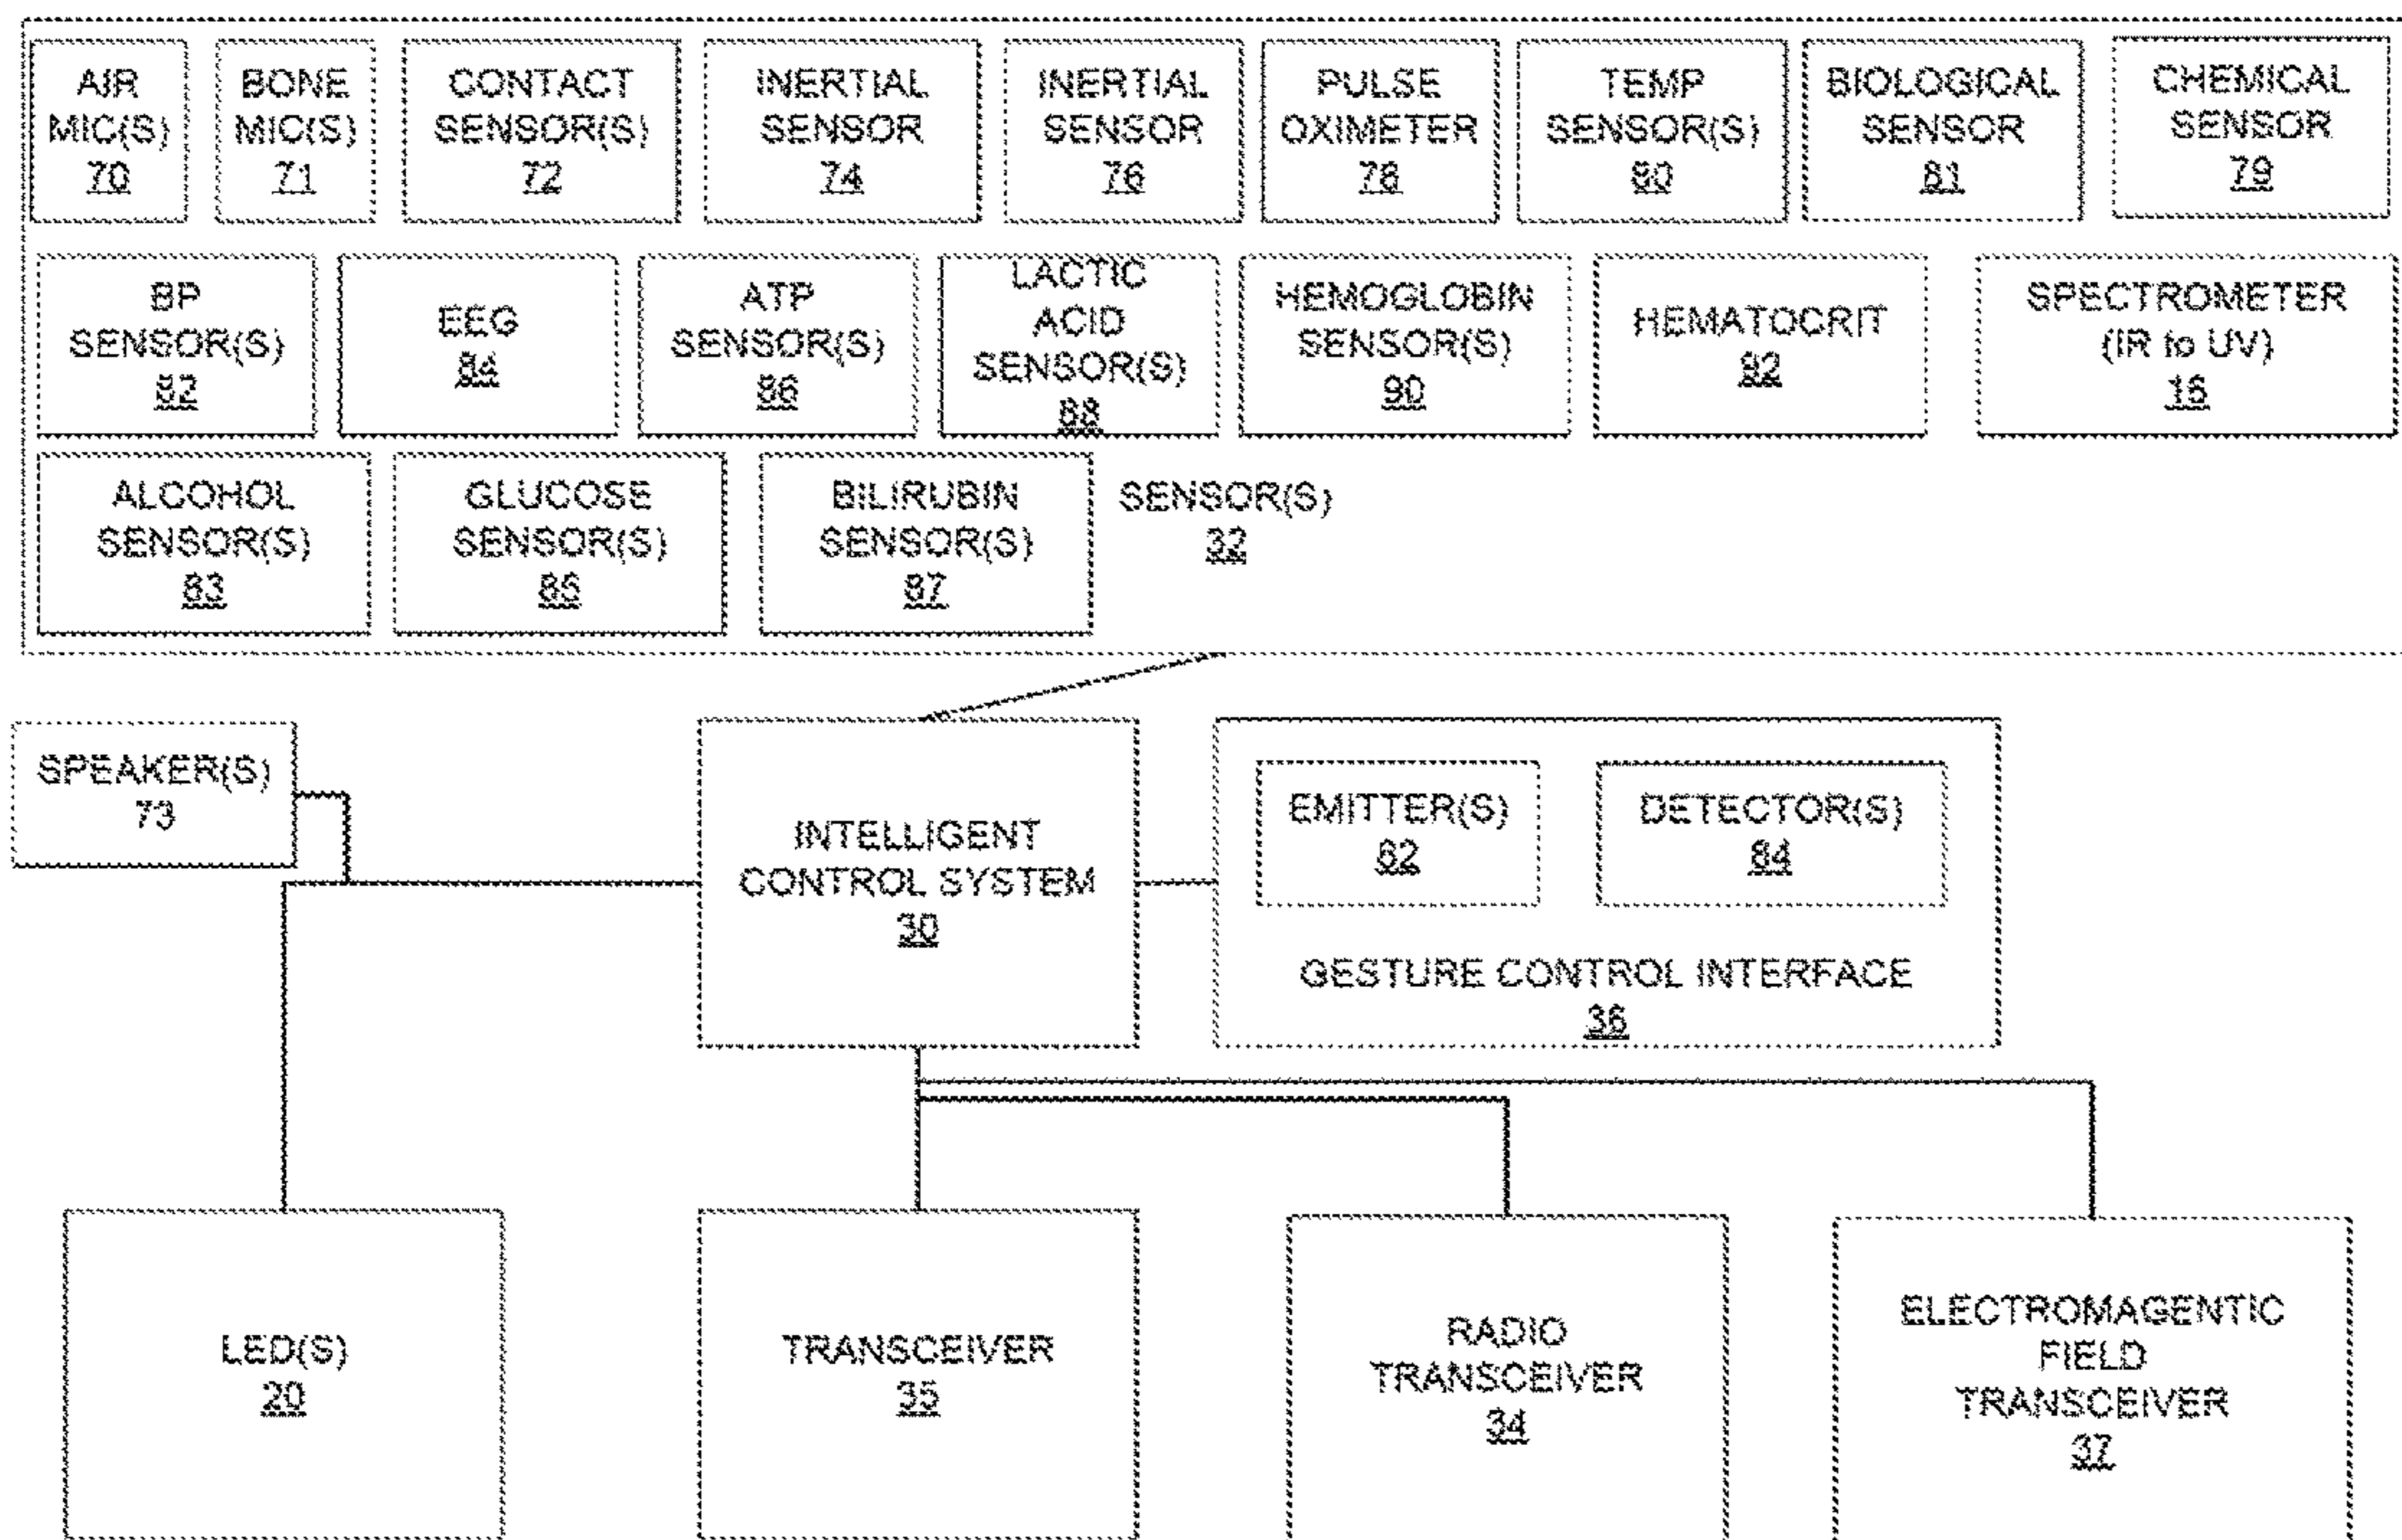 AIR
MIC(S)
70
BONE
MIC(S)
71
CONTACT
SENSOR(S)
72
INERTIAL
SENSOR
74
INERTIAL
SENSOR
76
PULSE
OXIMETER
78
TEMP
SENSOR(S)
80
BIOLOGICAL
SENSOR
81
CHEMICAL
SENSOR
79
BP
SENSOR(S)
82
EEG
84
ATP
SENSOR(S)
86
LACTIC
ACID
SENSOR(S)
88
HEMOGLOBIN
SENSOR(S)
90
HEMATOCRIT
92
SPECTROMETER
(IR to UV)
16
ALCOHOL
SENSOR(S)
83
GLUCOSE
SENSOR(S)
85
BILIRUBIN
SENSOR(S)
87
SENSOR(S)
32
SPEAKER(S)
73
INTELLIGENT
CONTROL SYSTEM
30
EMITTER(S)
82
DETECTOR(S)
84
GESTURE CONTROL INTERFACE
36
LED(S)
20
TRANSCEIVER
35
RADIO
TRANSCEIVER
34
ELECTROMAGENTIC
FIELD
TRANSCEIVER
37